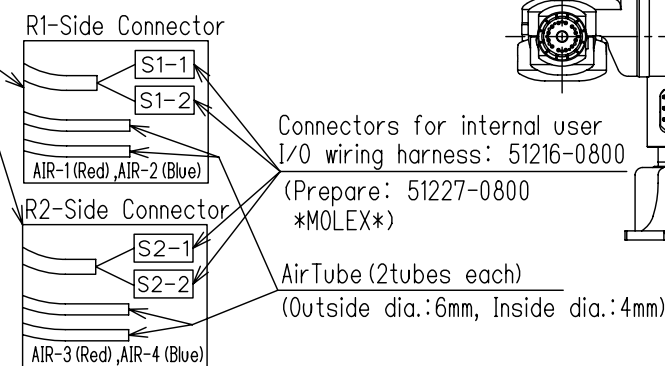 R1-Side Connector
S1-1
S1-2
AIR-1(Red),AIR-2(Blue)
Connectors for internal user
I/O wiring harness: 51216-0800
(Prepare: 51227-0800
*MOLEX*)
R2-Side Connector
S2-1
S2-2
AIR-3(Red),AIR-4(Blue)
AirTube(2tubes each)
(Outside dia.:6mm, Inside dia.:4mm)